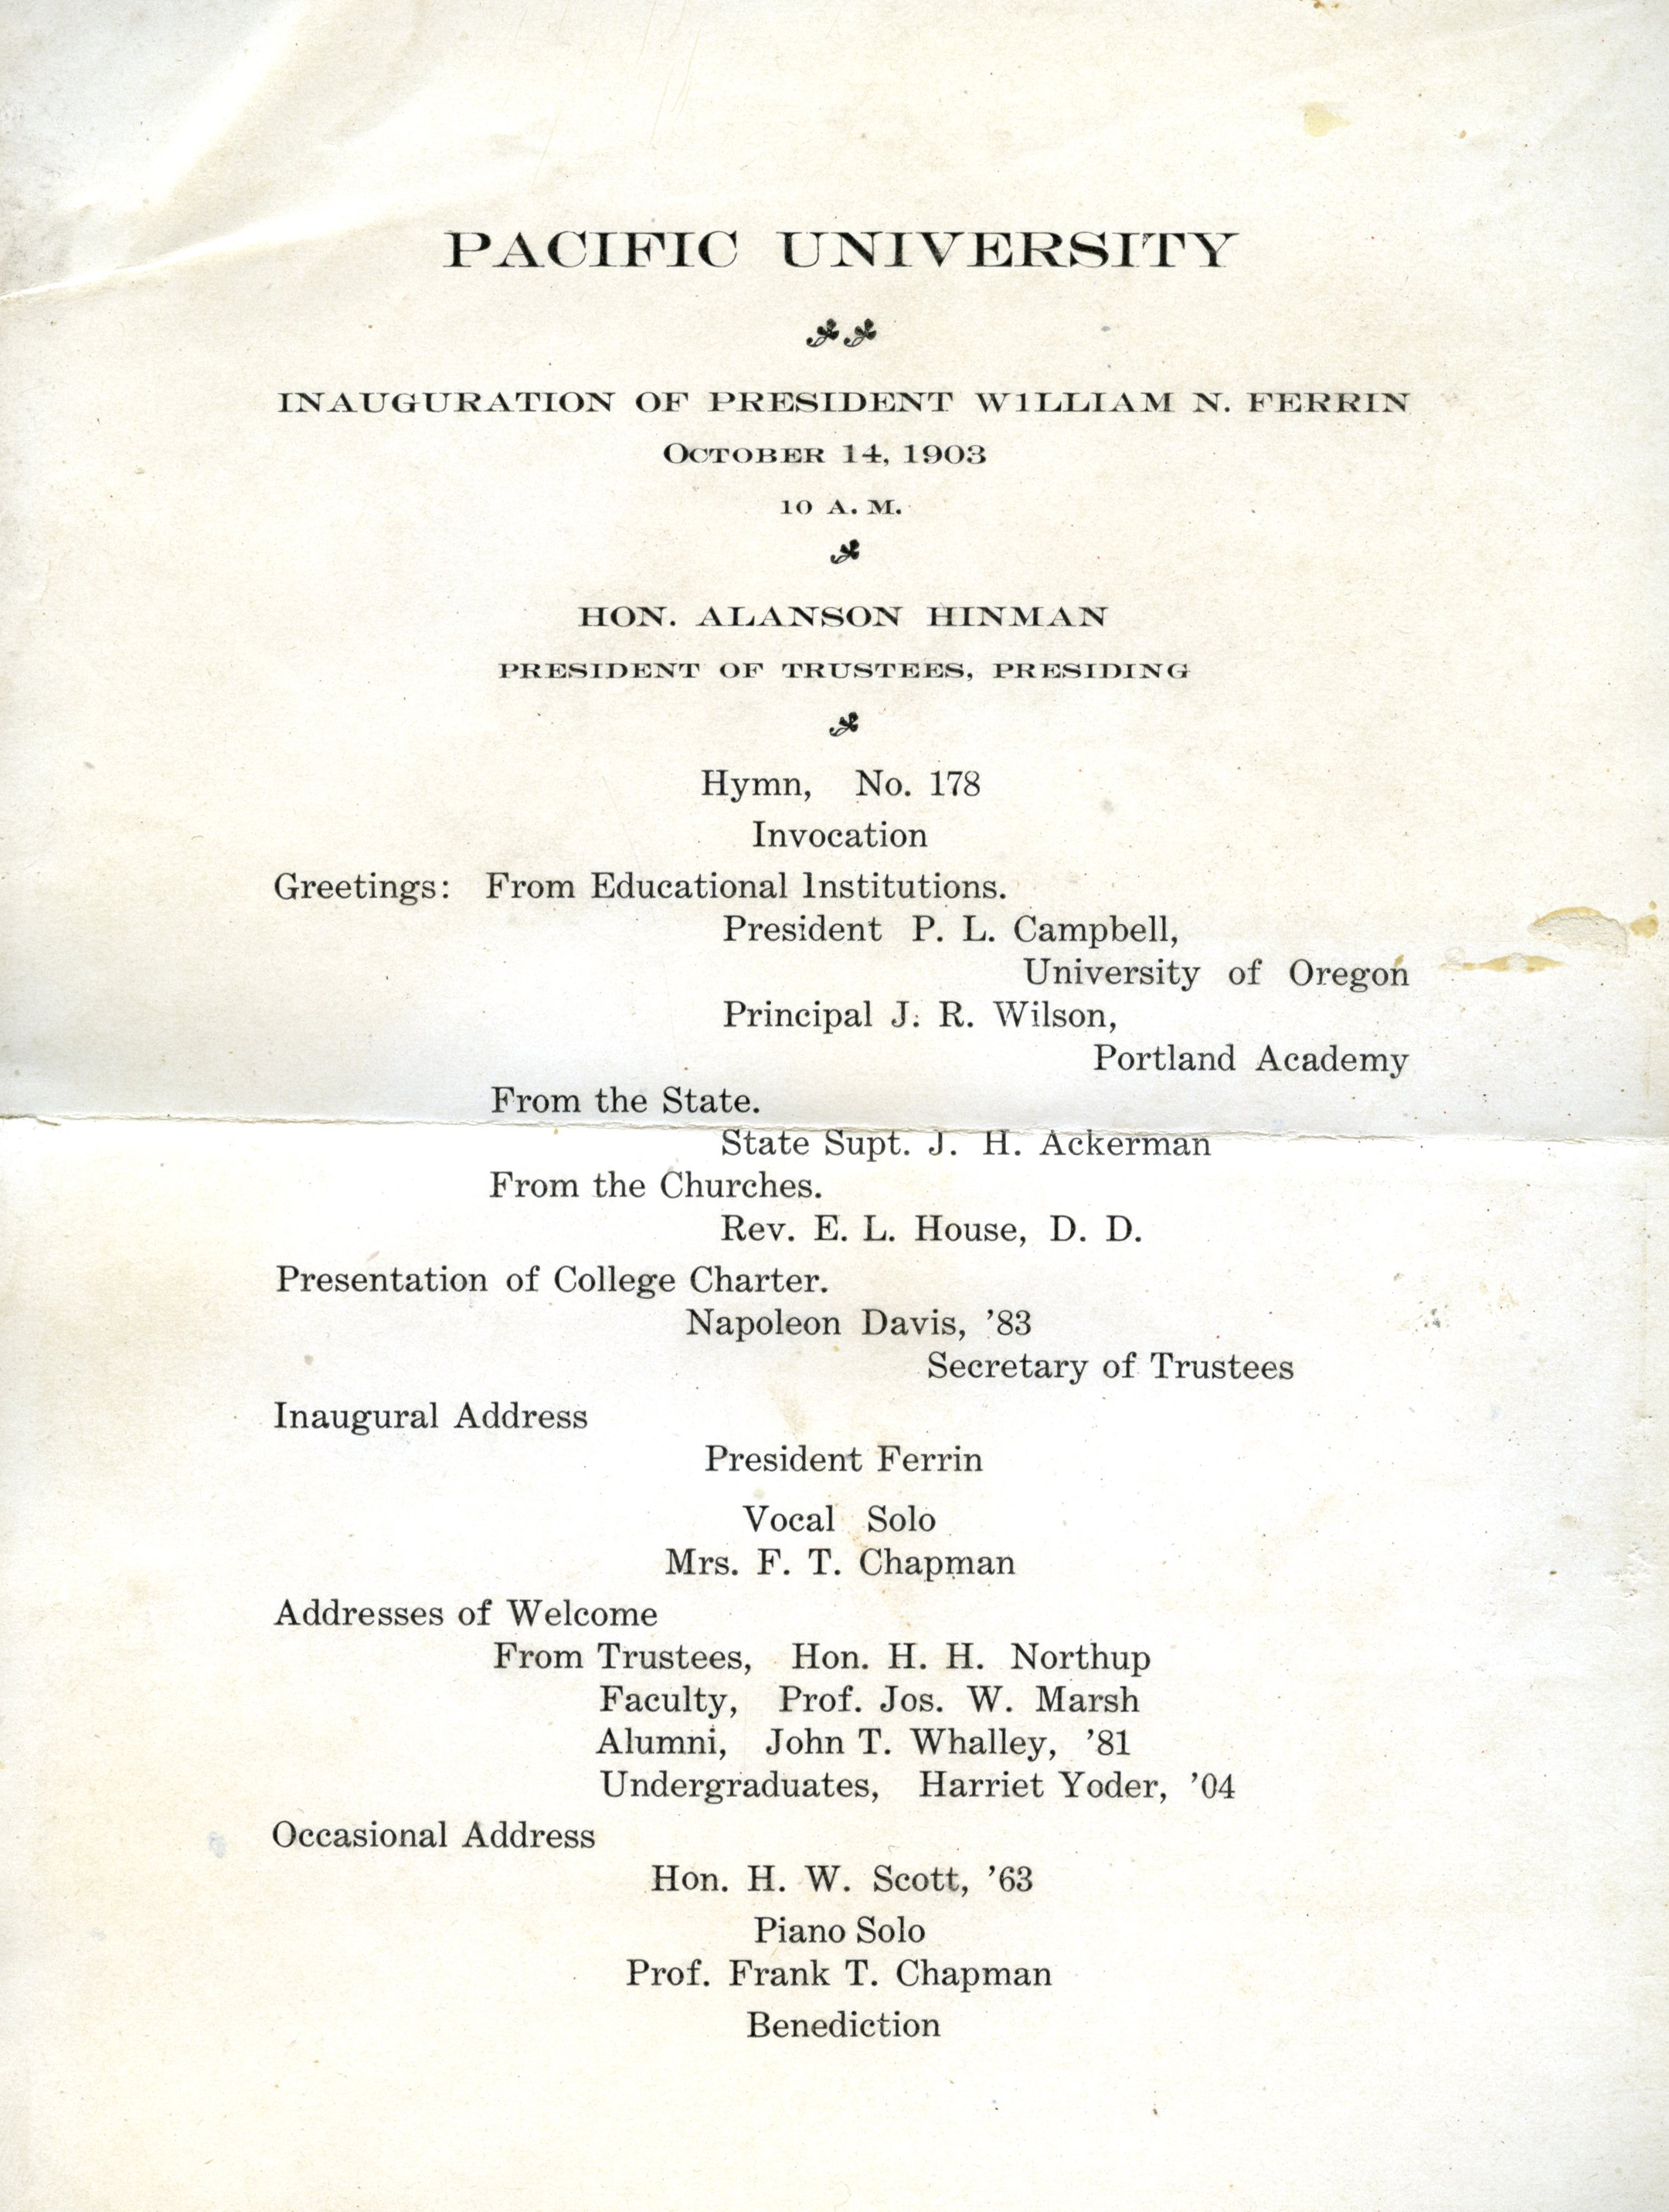 PACIFIC UNIVERSITY
INAUGURATION OF PRESIDENT W1LLIAM N. FERRIN
OCTOBER 14, 1903
10 A. M.
HON. ALANSON HINMAN
PRESIDENT OF TRUSTEES, PRESIDING
Hymn, No. 178
Invocation
Greetings: From Educational Institutions.
President P. L. Campbell,
University of Oregon
Principal J. R. Wilson,
Portland Academy
From the State.
State Supt. J. H. Ackerman
From the Churches.
Rev. E. L. House, D. D.
Presentation of College Charter.
Napoleon Davis, ’83
Secretary of Trustees
Inaugural Address
President Ferrin
Vocal Solo
Mrs. F. T. Chapman
Addresses of Welcome
From Trustees, Hon. H. H. Northup
Faculty, Prof. Jos. W. Marsh
Alumni, John T. Whalley, ’81
Undergraduates, Harriet Yoder, ’04
Occasional Address
Hon. H. W. Scott, ’63
Piano Solo
Prof. Frank T. Chapman
Benediction